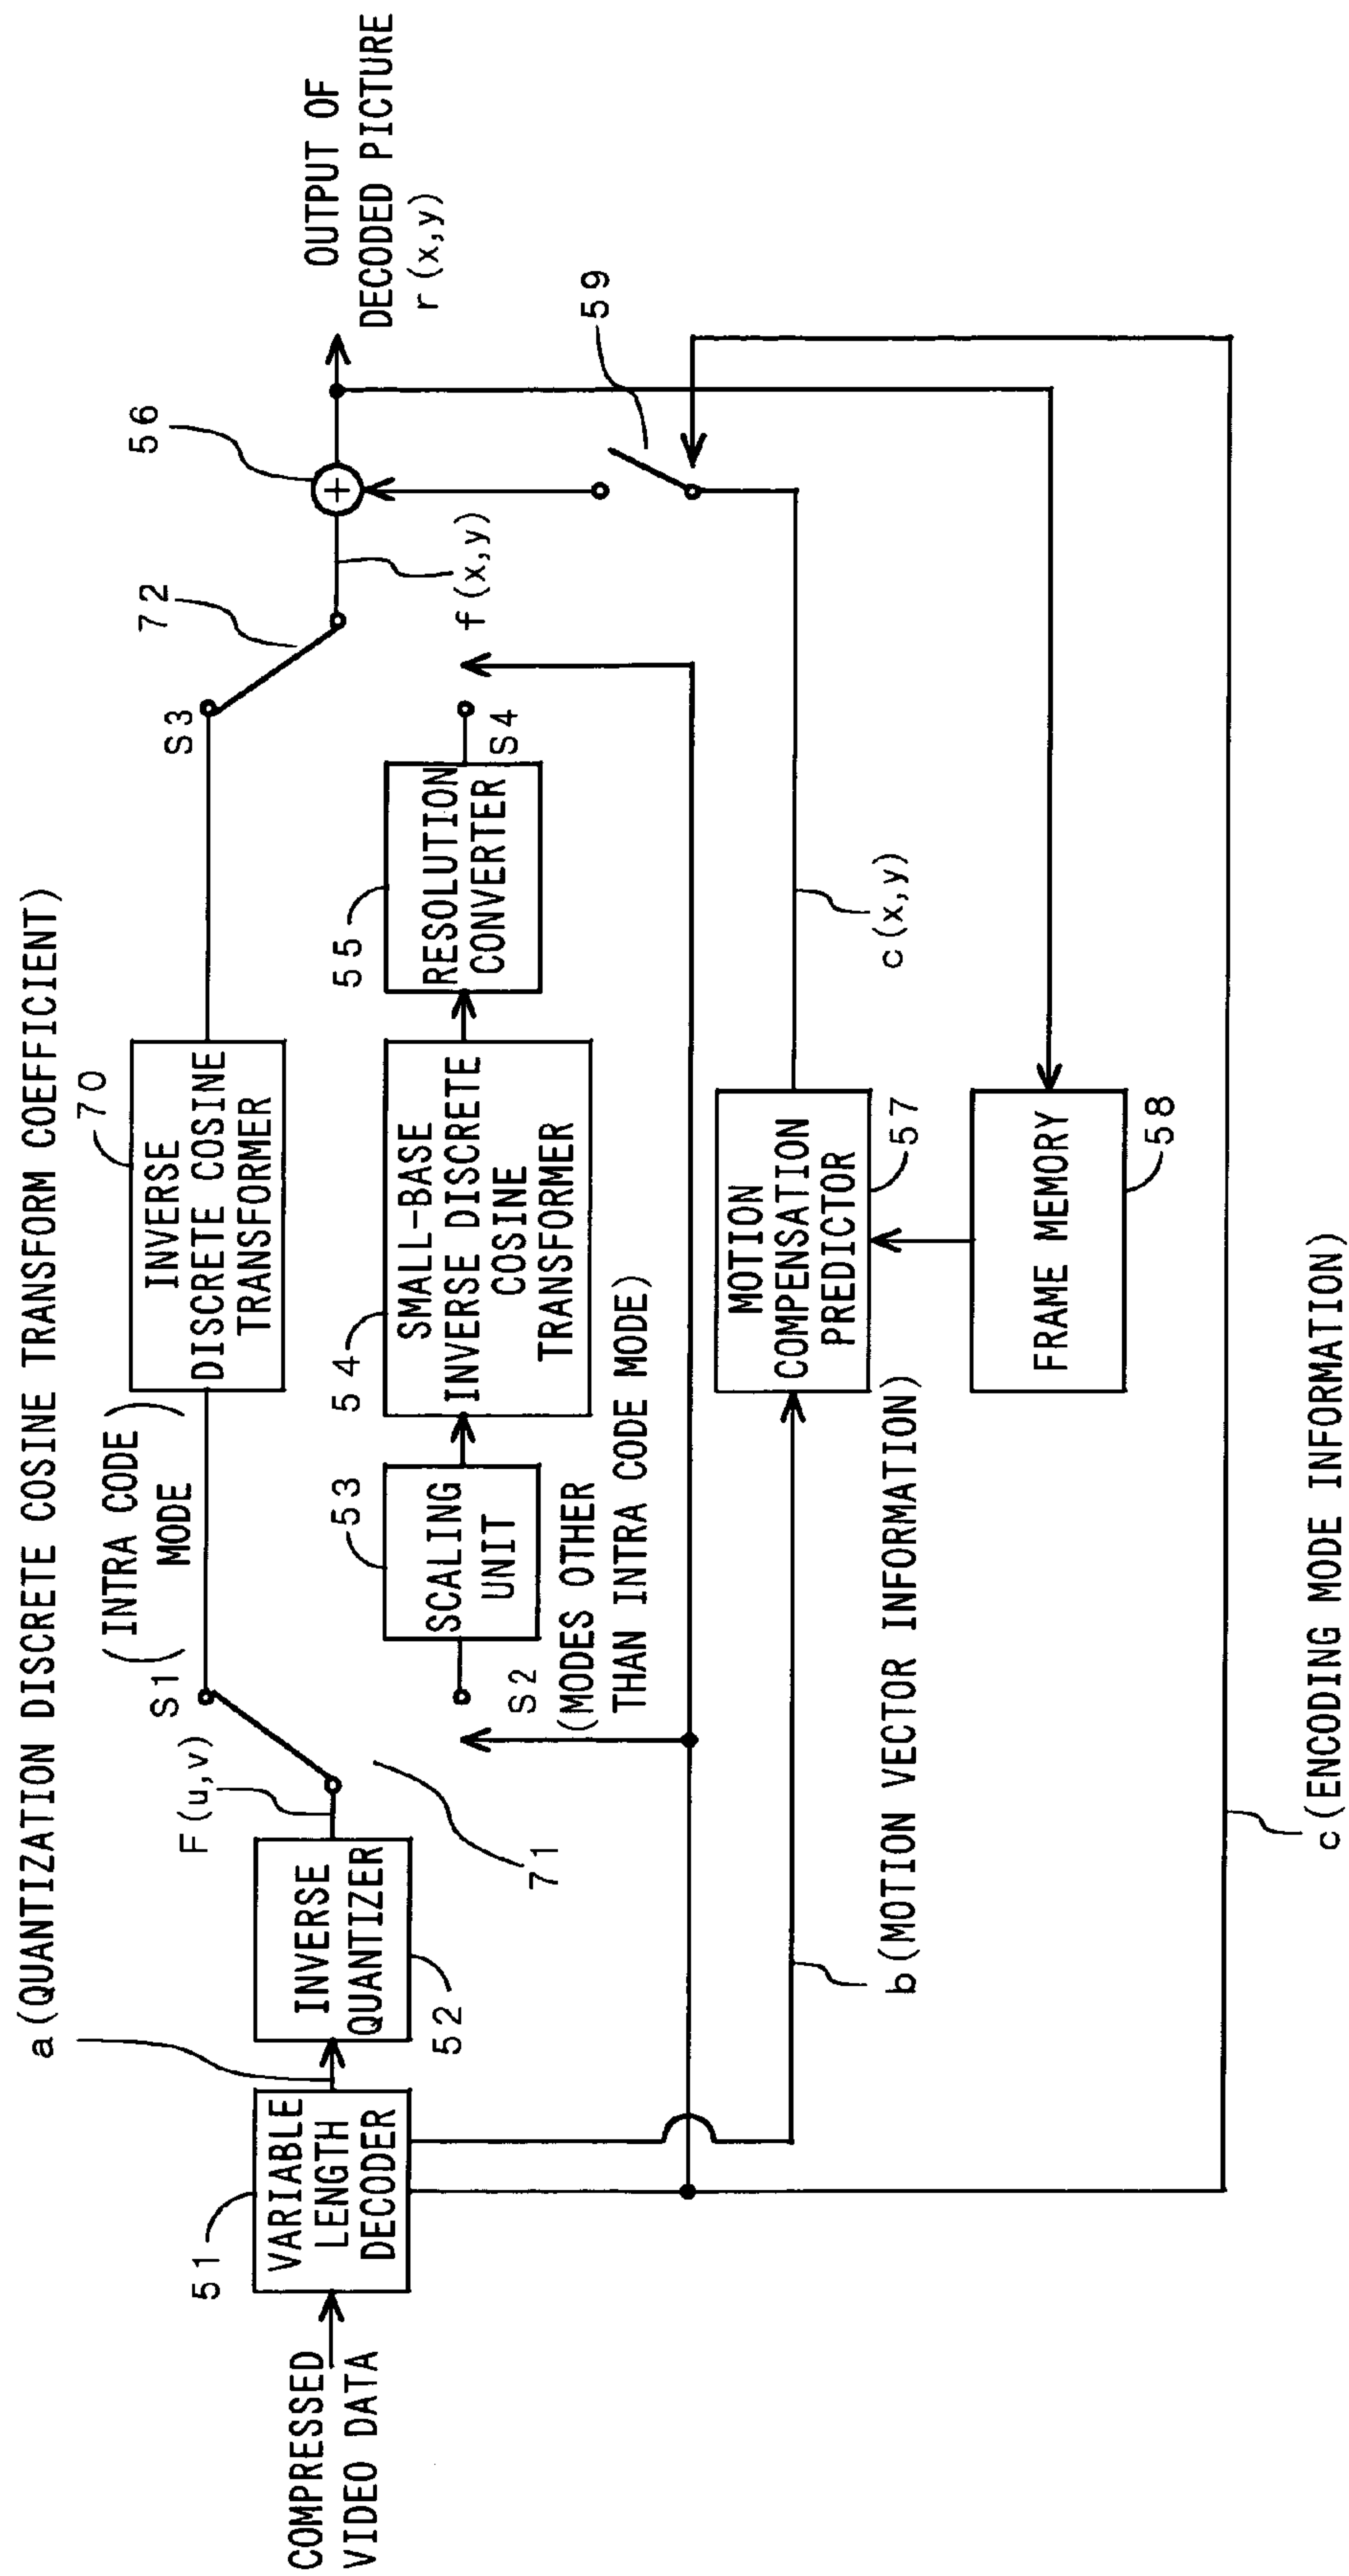 a(QUANTIZATION DISCRETE COSINE TRANSFORM COEFFICIENT)
COMPRESSED
VIDEO DATA
51
VARIABLE
LENGTH
DECODER
INVERSE
QUANTIZER
52
F(u,v)
71
S1
(INTRA CODE)
MODE
70
INVERSE
DISCRETE COSINE
TRANSFORMER
S3
72
S2
(MODES OTHER
THAN INTRA CODE MODE)
53
SCALING
UNIT
54
SMALL-BASE
INVERSE DISCRETE
COSINE
TRANSFORMER
55
RESOLUTION
CONVERTER
S4
f(x,y)
56
+
OUTPUT OF
DECODED PICTURE
r(x,y)
59
b(MOTION VECTOR INFORMATION)
MOTION
COMPENSATION
PREDICTOR
57
c(x,y)
FRAME MEMORY
58
c(ENCODING MODE INFORMATION)